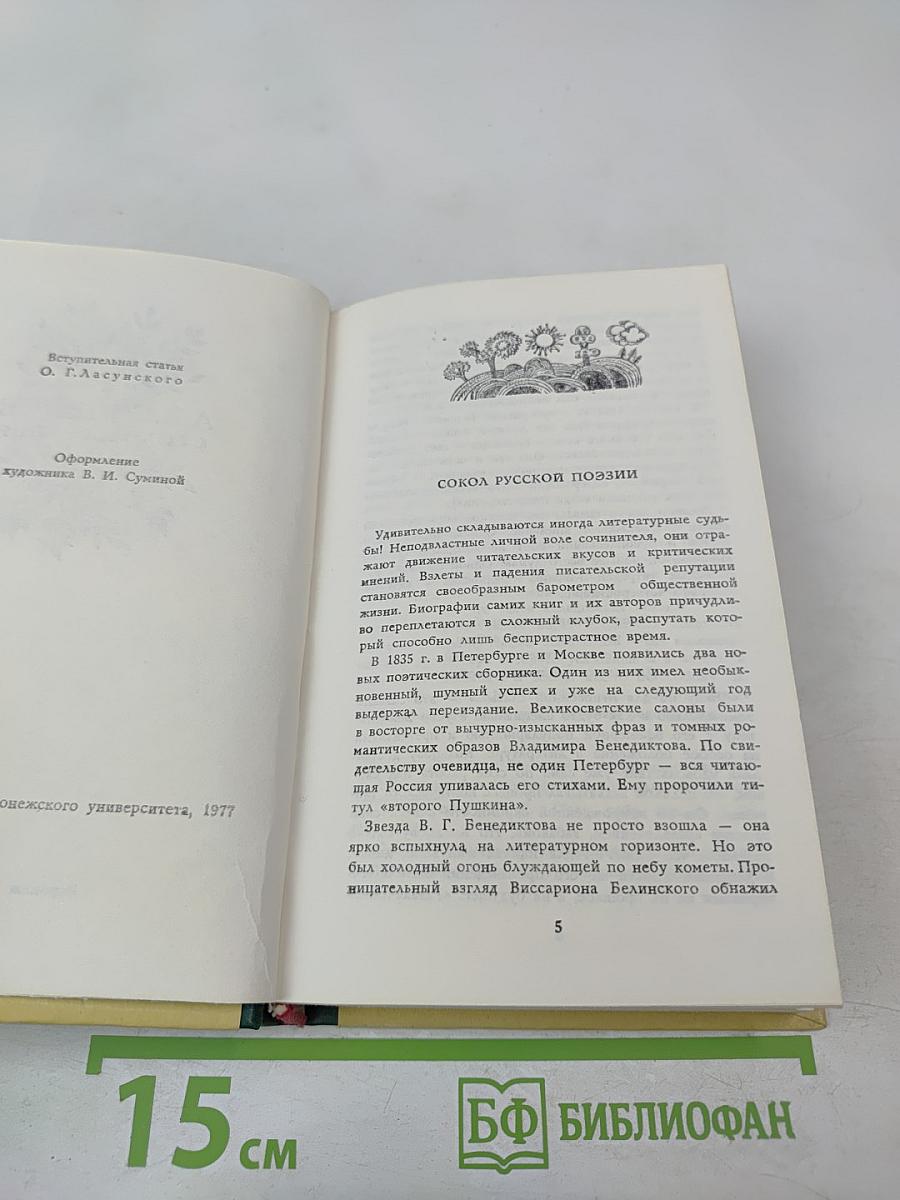 Вступительная статья
О. Г. Ласунского
Оформление
художника В. И. Суминой
университета, 1977
СОКОЛ РУССКОЙ ПОЭЗИИ
Удивительно складываются иногда литературные судь-
бы! Неподвластные личной воле сочинителя, они отра-
жают движение читательских вкусов и критических
мнений. Взлеты и падения писательской репутации
становятся своеобразным барометром общественной
жизни. Биографии самих книг и их авторов причудли-
во переплетаются в сложный клубок, распутать кото-
рый способно лишь беспристрастное время.
В 1835 г. в Петербурге и Москве появились два но-
вых поэтических сборника. Один из них имел необык-
новенный, шумный успех и уже на следующий год
выдержал переиздание. Великосветские салоны были
в восторге от вычурно-изысканных фраз и томных ро-
мантических образов Владимира Бенедиктова. По сви-
детельству очевидца, не один Петербург — вся читаю-
щая Россия упивалась его стихами. Ему пророчили ти-
тул «второго Пушкина».
Звезда В. Г. Бенедиктова не просто взошла — она
ярко вспыхнула на литературном горизонте. Но это
был холодный огонь блуждающей по небу кометы. Про-
ницательный взгляд Виссариона Белинского обнажил
5
15 см
БФ БИБЛИОФАН